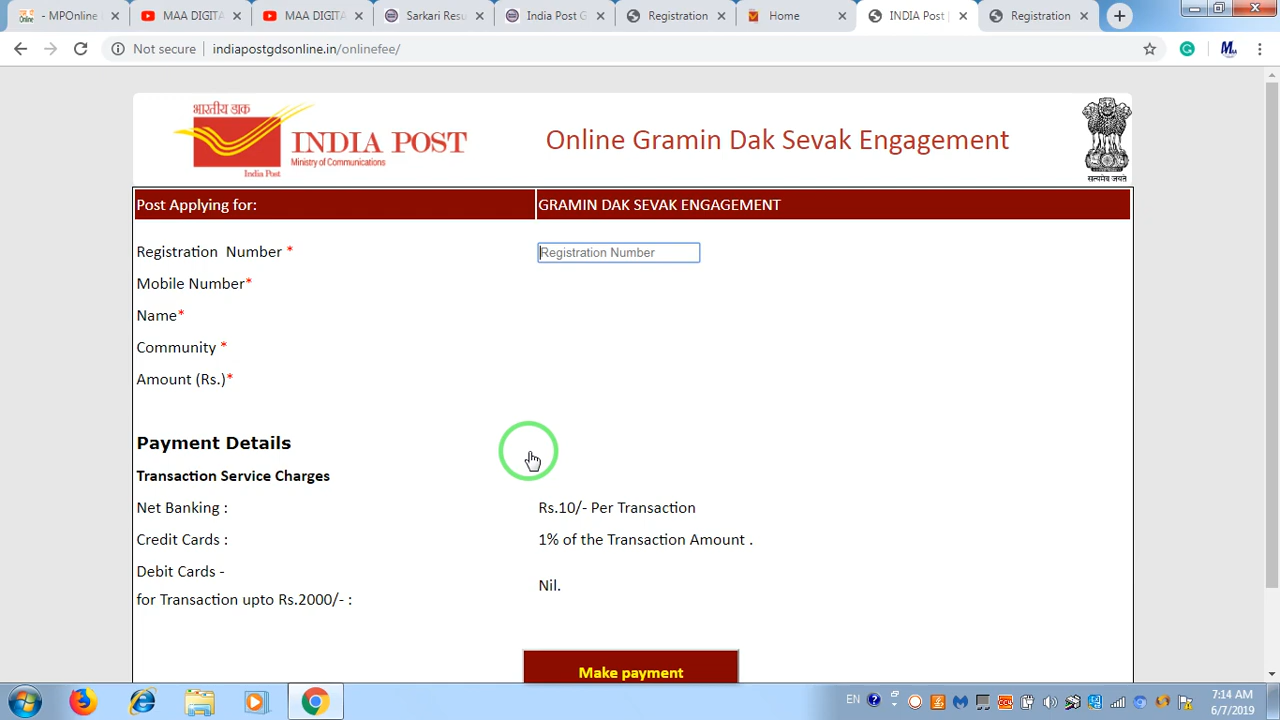 - MPOnline
MAA DIGITA
MAA DIGITA
Sarkari Resu
India Post G
Registration
Home
INDIA Post
Registration
Not secure
indiapostgdsonline.in/onlinefee/
भारतीय डाक
INDIA POST
Ministry of Communications
India Post
Online Gramin Dak Sevak Engagement
सत्यमेव जयते
Post Applying for:
GRAMIN DAK SEVAK ENGAGEMENT
Registration Number *
Registration Number
Mobile Number*
Name*
Community *
Amount (Rs.)*
Payment Details
Transaction Service Charges
Net Banking :
Rs.10/- Per Transaction
Credit Cards :
1% of the Transaction Amount .
Debit Cards -
for Transaction upto Rs.2000/- :
Nil.
Make payment
EN
7:14 AM
6/7/2019